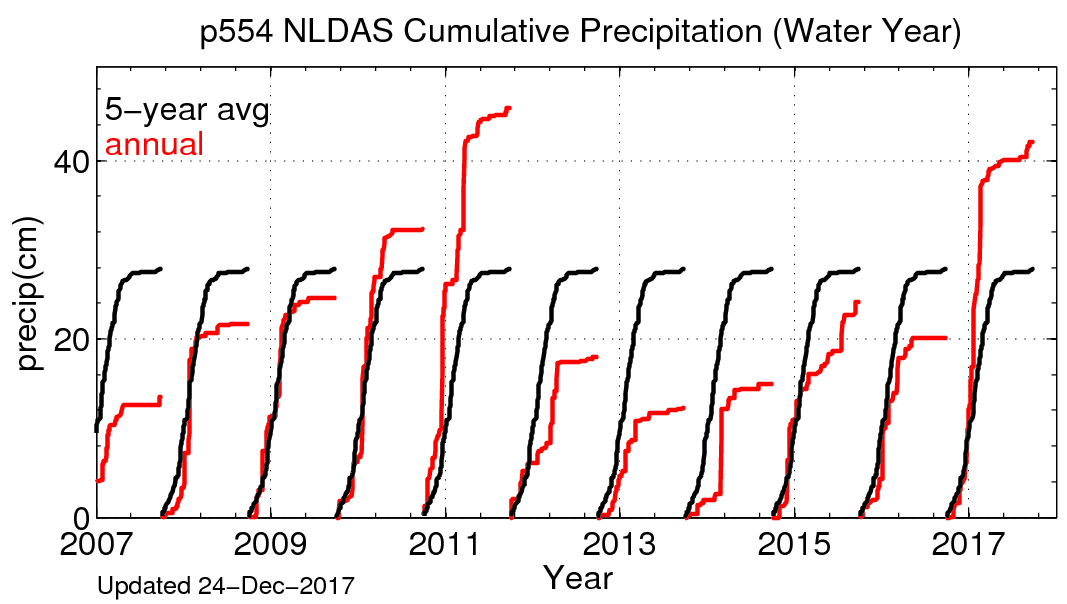 p554 NLDAS Cumulative Precipitation (Water Year)
5−year avg
annual
precip(cm)
40
20
0
2007 2009 2011 2013 2015 2017
Year
Updated 24−Dec−2017